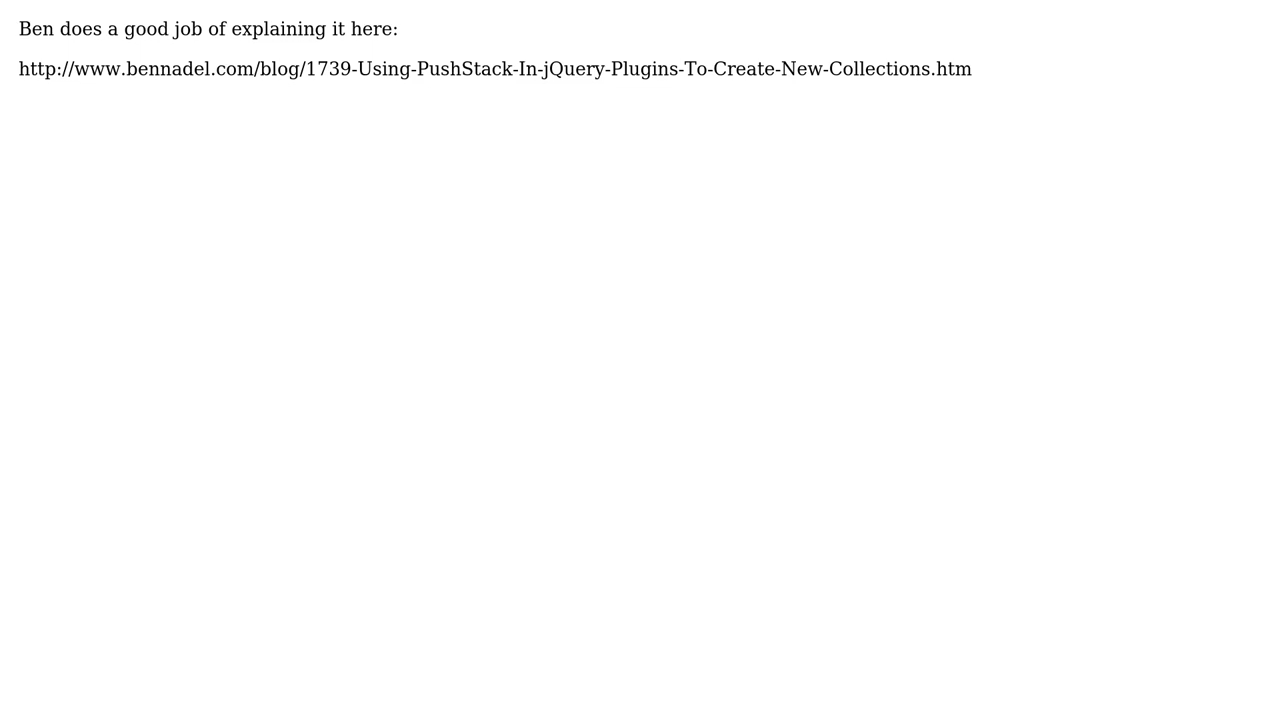 Ben does a good job of explaining it here:
http://www.bennadel.com/blog/1739-Using-PushStack-In-jQuery-Plugins-To-Create-New-Collections.htm